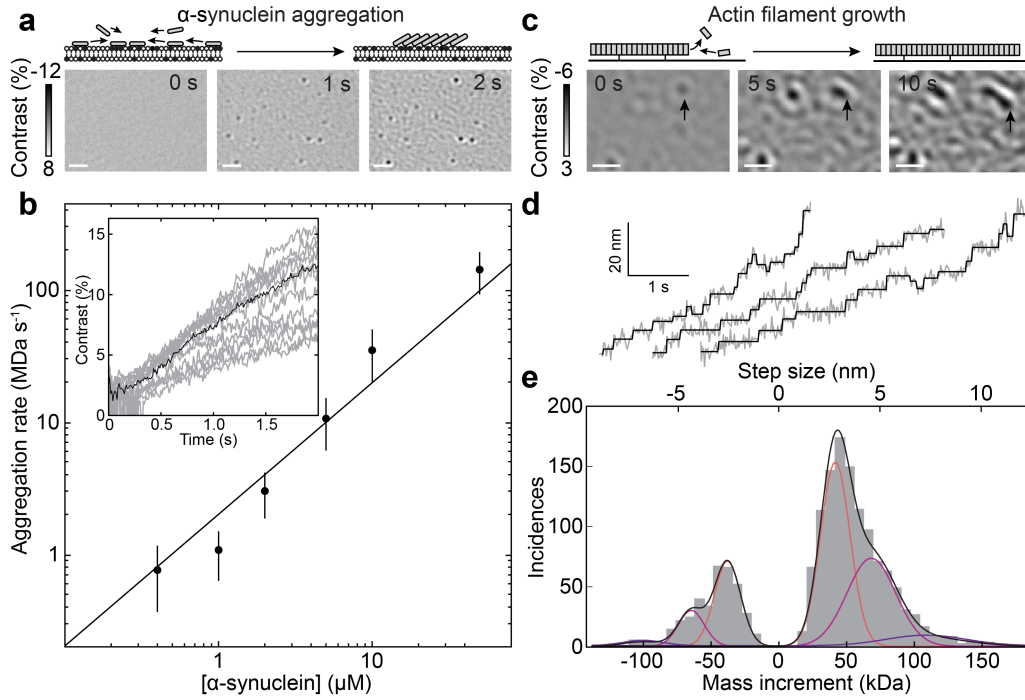 a
α-synuclein aggregation
-12
Contrast (%)
8
0 s
1 s
2 s
c
Actin filament growth
-6
Contrast (%)
3
0 s
5 s
10 s
b
Aggregation rate (MDa s⁻¹)
100
10
1
1
10
[α-synuclein] (μM)
Contrast (%)
15
10
5
0
0
0.5
1.0
1.5
Time (s)
d
20 nm
1 s
e
Step size (nm)
-5
0
5
10
Incidences
200
150
100
50
0
-100
-50
0
50
100
150
Mass increment (kDa)